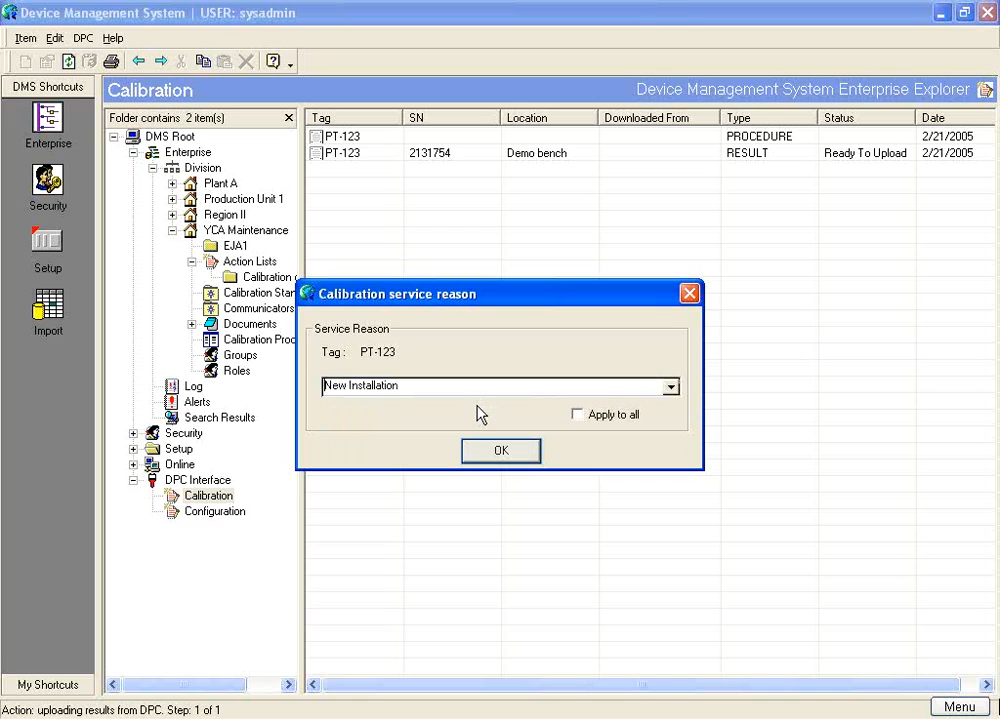 Device Management System | USER: sysadmin
Item Edit DPC Help
DMS Shortcuts
Enterprise
Security
Setup
Import
My Shortcuts
Calibration
Device Management System Enterprise Explorer
Folder contains 2 item(s)
DMS Root
Enterprise
Division
Plant A
Production Unit 1
Region II
YCA Maintenance
EJA1
Action Lists
Calibration
Calibration Star
Communicators
Documents
Calibration Proc
Groups
Roles
Log
Alerts
Search Results
Security
Setup
Online
DPC Interface
Calibration
Configuration
Tag SN Location Downloaded From Type Status Date
PT-123 PROCEDURE 2/21/2005
PT-123 2131754 Demo bench RESULT Ready To Upload 2/21/2005
Calibration service reason
Service Reason
Tag : PT-123
New Installation
Apply to all
OK
Action: uploading results from DPC. Step: 1 of 1
Menu